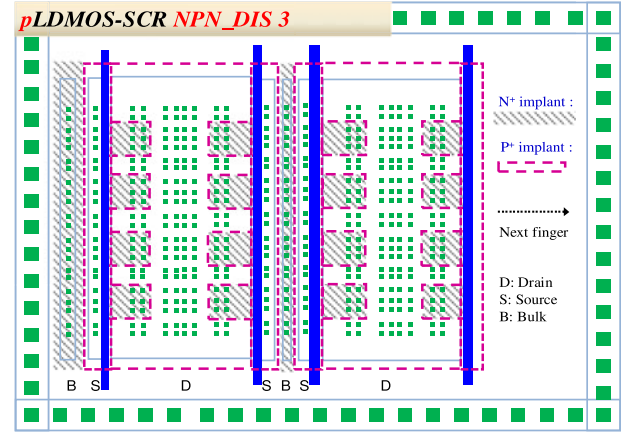 pLDMOS-SCR NPN_DIS 3
N+ implant :
P+ implant :
Next finger
D: Drain
S: Source
B: Bulk
B S D S B S D